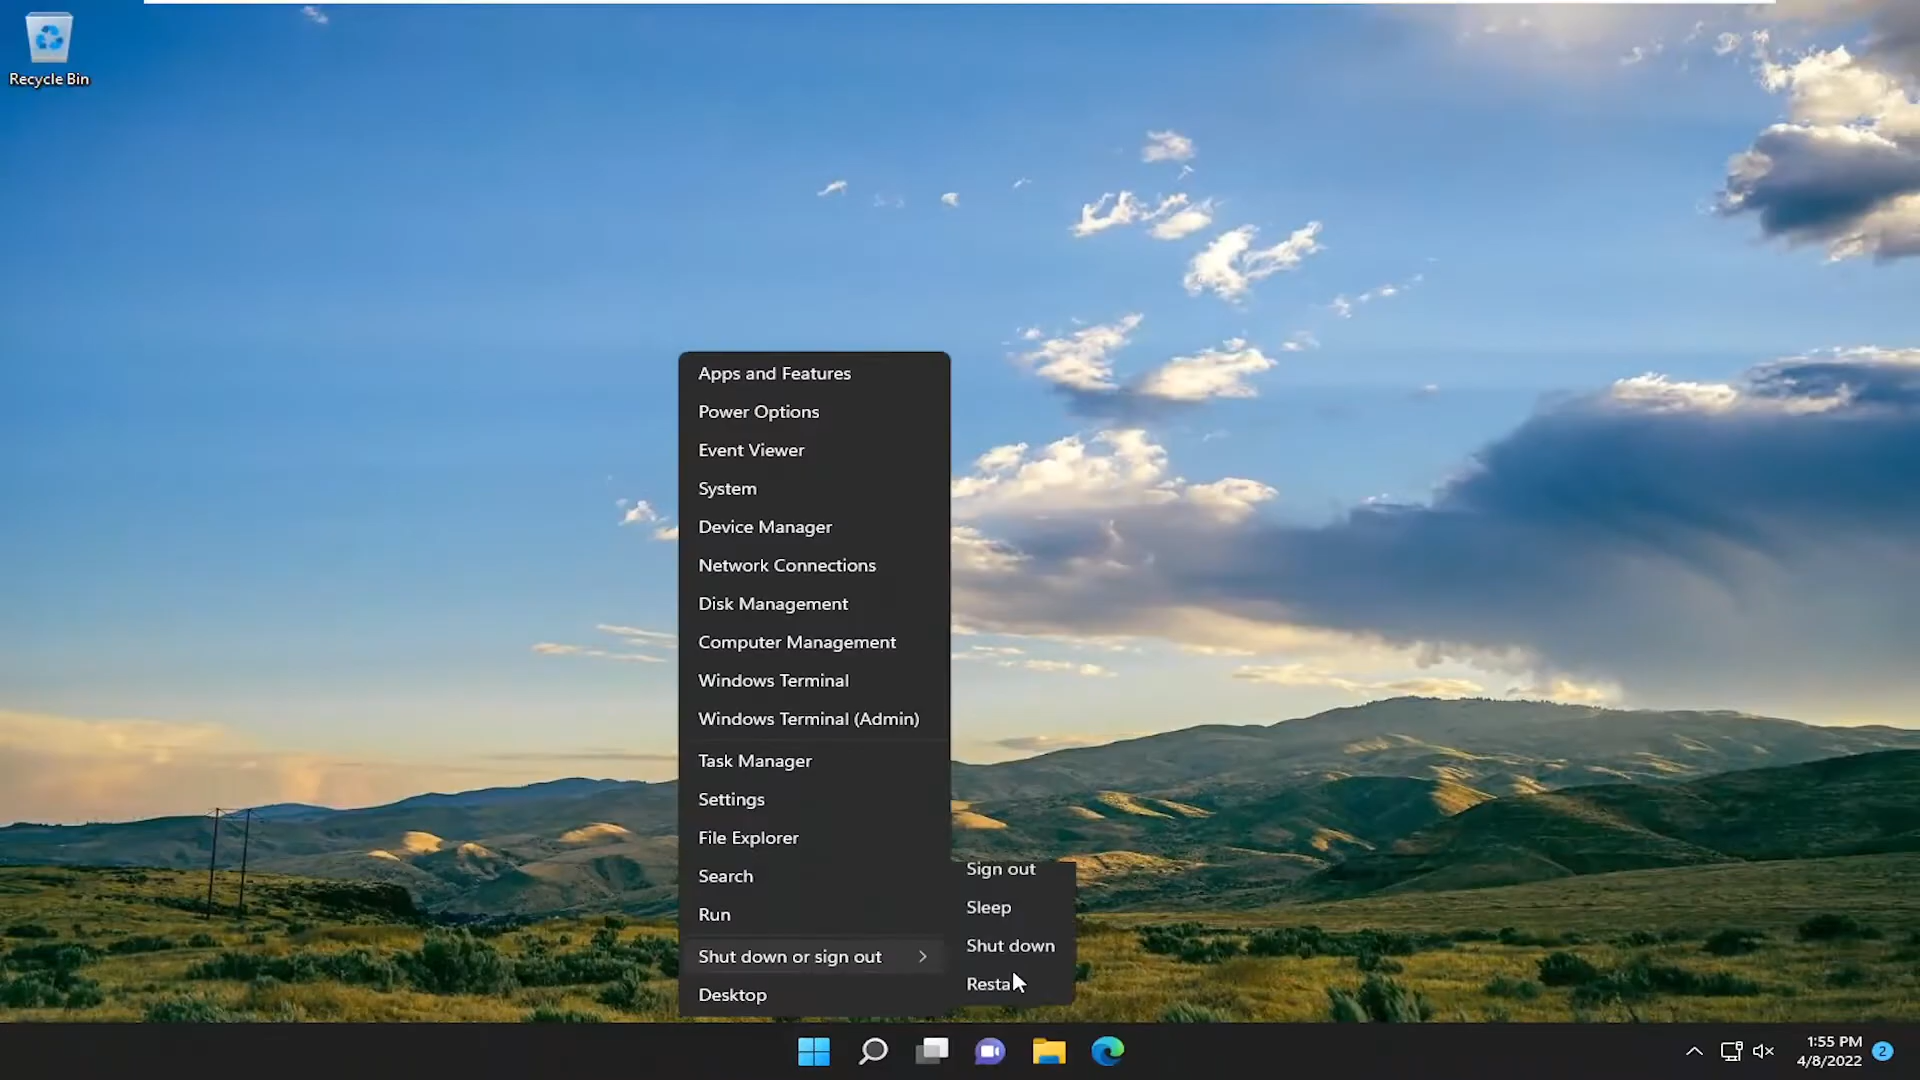 Recycle Bin
Apps and Features
Power Options
Event Viewer
System
Device Manager
Network Connections
Disk Management
Computer Management
Windows Terminal
Windows Terminal (Admin)
Task Manager
Settings
File Explorer
Search
Run
Shut down or sign out
Desktop
Sign out
Sleep
Shut down
Resta
1:55 PM
4/8/2022
2